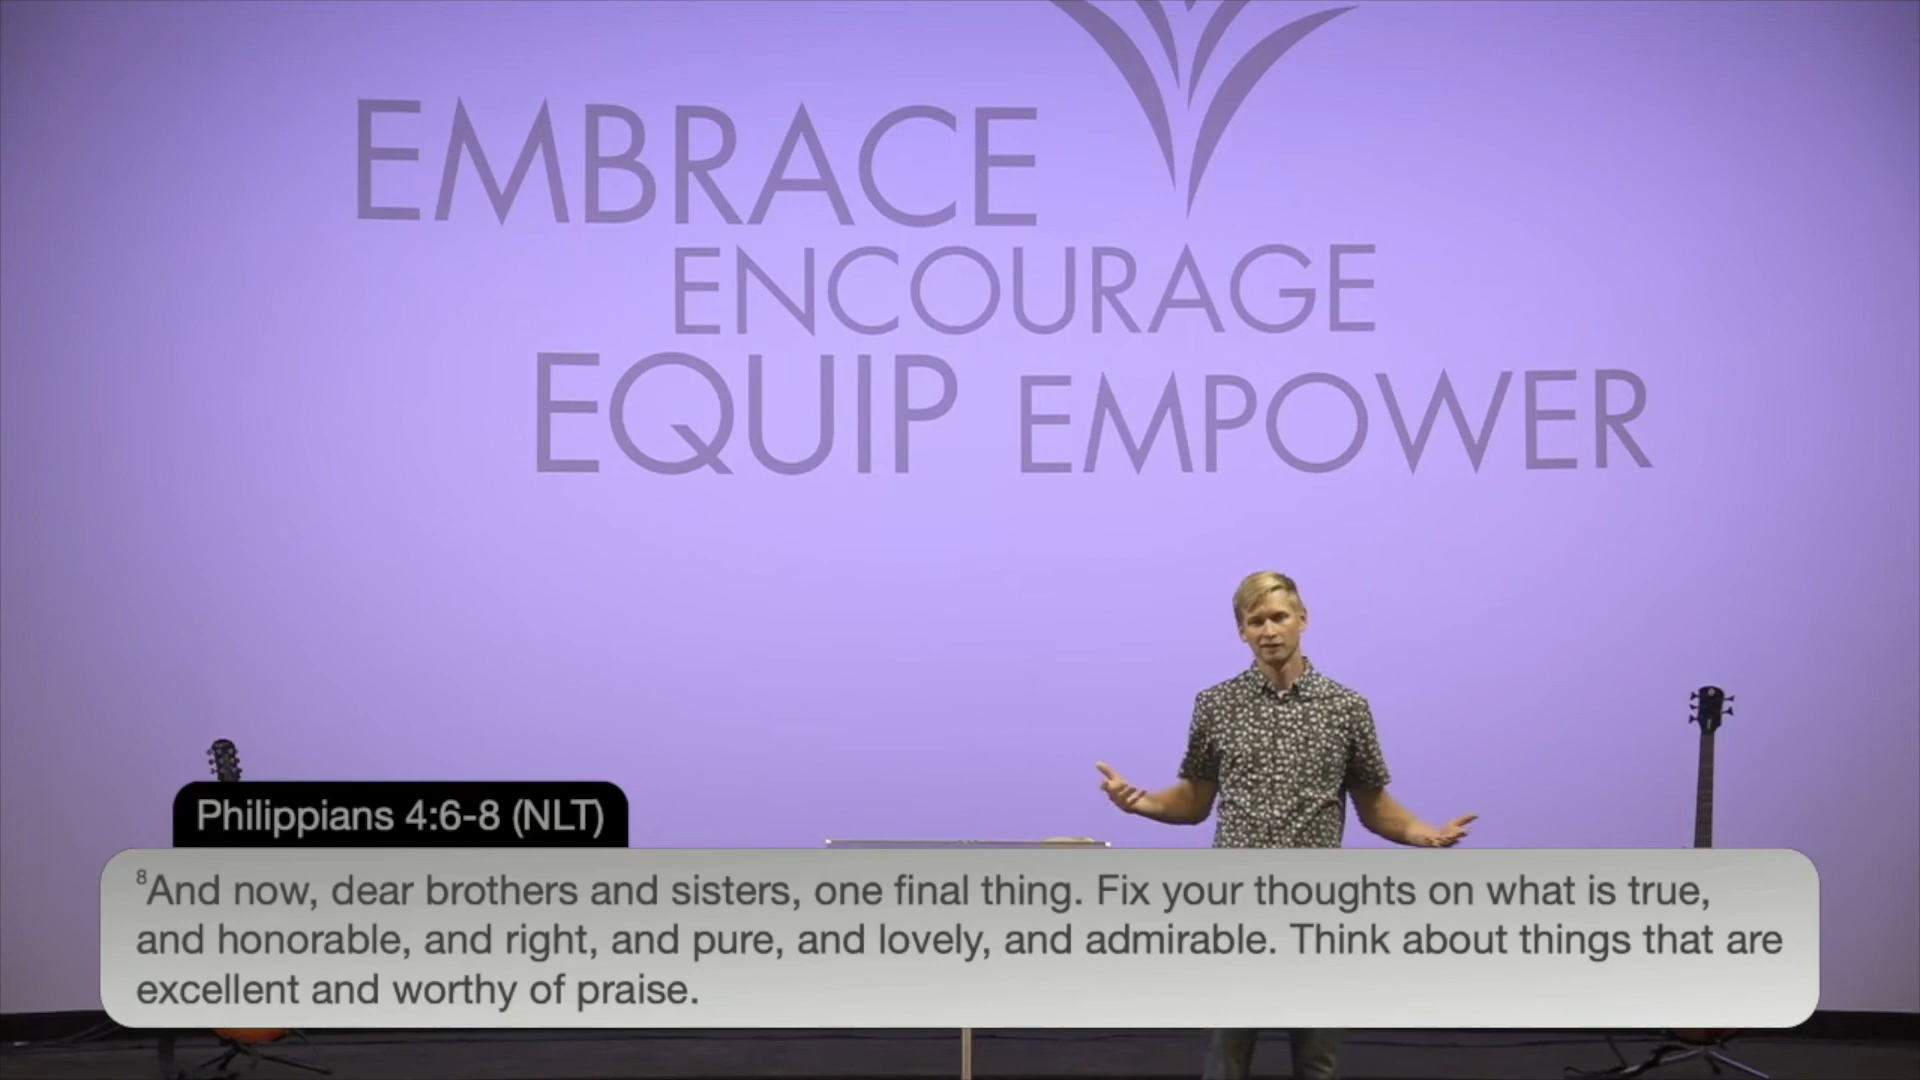 EMBRACE
ENCOURAGE
EQUIP EMPOWER
Philippians 4:6-8 (NLT)
⁸And now, dear brothers and sisters, one final thing. Fix your thoughts on what is true,
and honorable, and right, and pure, and lovely, and admirable. Think about things that are
excellent and worthy of praise.